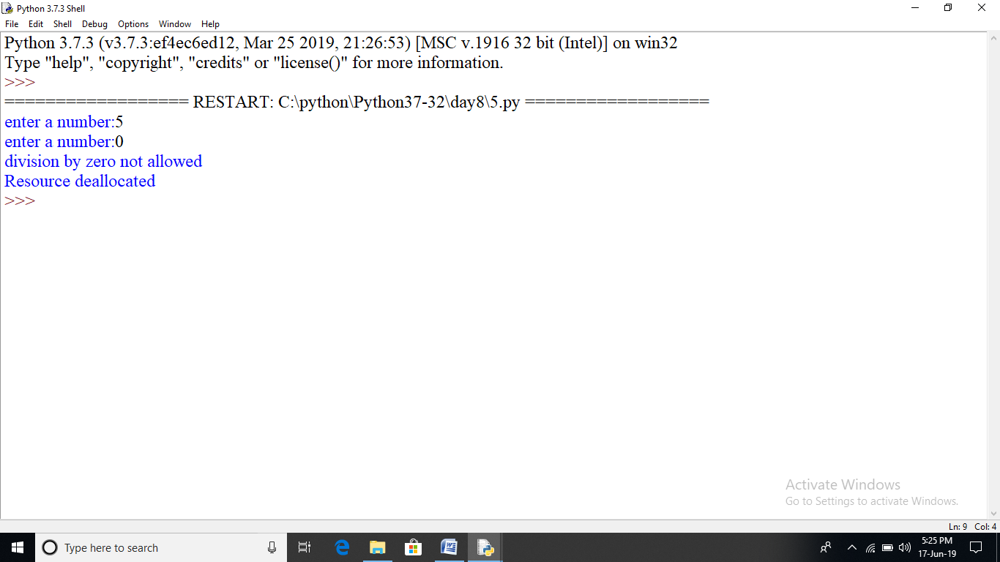 Python 3.7.3 Shell
File Edit Shell Debug Options Window Help
Python 3.7.3 (v3.7.3:ef4ec6ed12, Mar 25 2019, 21:26:53) [MSC v.1916 32 bit (Intel)] on win32
Type "help", "copyright", "credits" or "license()" for more information.
>>>
================== RESTART: C:\python\Python37-32\day8\5.py ==================
enter a number:5
enter a number:0
division by zero not allowed
Resource deallocated
>>>
Activate Windows
Go to Settings to activate Windows.
Ln: 9 Col: 4
Type here to search
5:25 PM
17-Jun-19